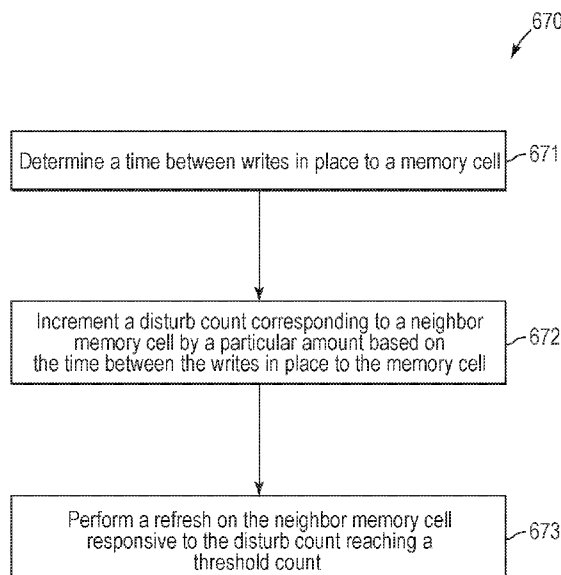 670
Determine a time between writes in place to a memory cell
671
Increment a disturb count corresponding to a neighbor
memory cell by a particular amount based on
the time between the writes in place to the memory cell
672
Perform a refresh on the neighbor memory cell
responsive to the disturb count reaching a
threshold count
673